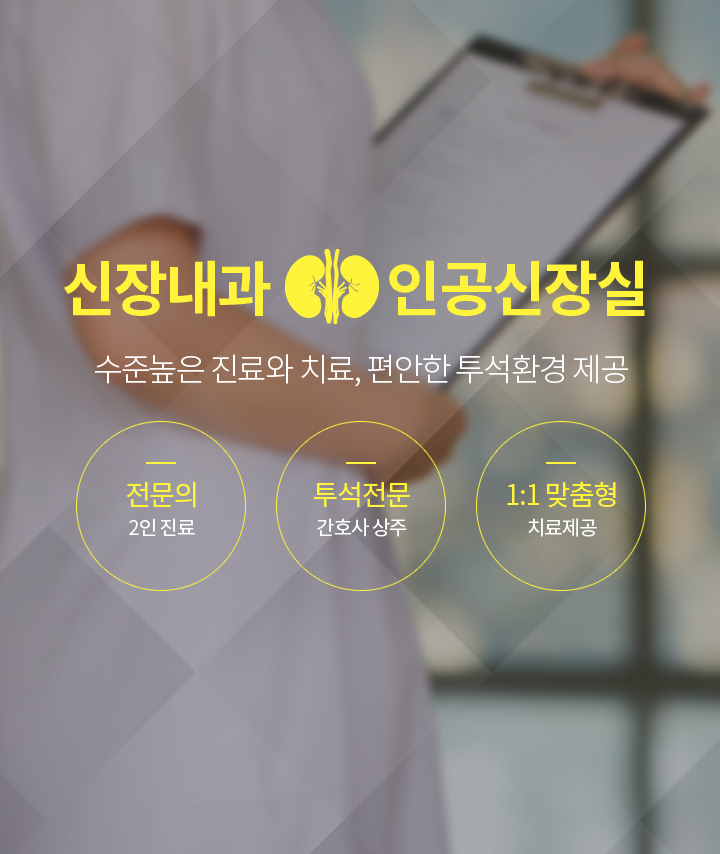 신장내과 인공신장실
수준높은 진료와 치료, 편안한 투석환경 제공
전문의
2인 진료
투석전문
간호사 상주
1:1 맞춤형
치료제공